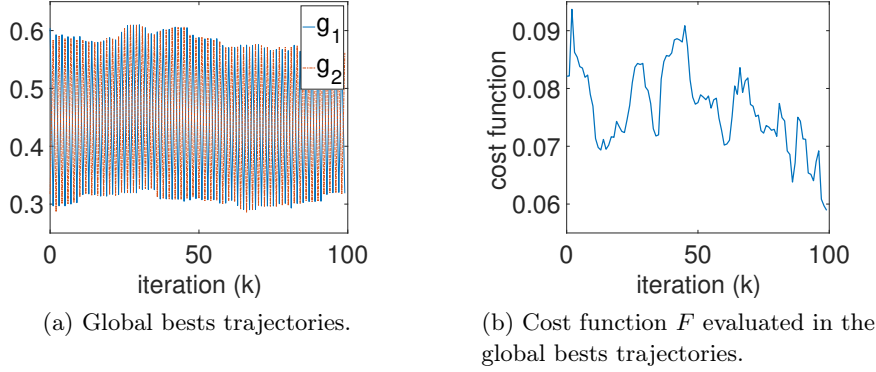 g1
g2
0.6
0.5
0.4
0.3
0
50
100
iteration (k)
(a) Global bests trajectories.
cost function
0.09
0.08
0.07
0.06
0
50
100
iteration (k)
(b) Cost function F evaluated in the
global bests trajectories.